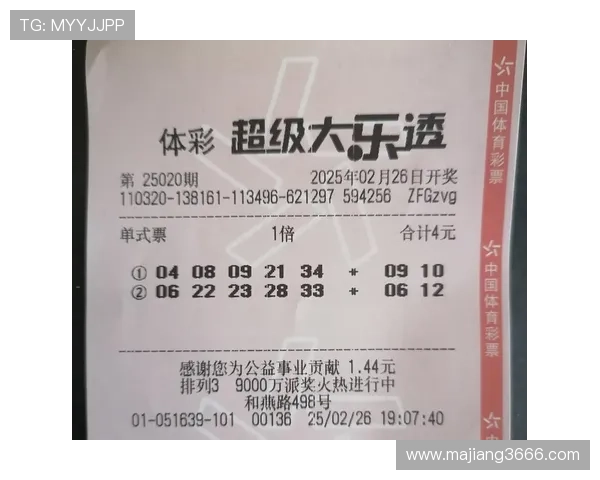 TG: MYYJJPP
体彩 超级大乐透
第 25020期 2025年02月26日开奖
110320-138161-113496-621297 594256 ZFGzvg
单式票 1倍 合计4元
① 04 08 09 21 34 + 09 10
② 06 22 23 28 33 + 06 12
感谢您为公益事业贡献 1.44元
排列3 9000万派奖火热进行中
和燕路498号
01-051639-101 00136 25/02/26 19:07:40
中国体育彩票
中国体育彩票
中国体
www.majiang3666.com